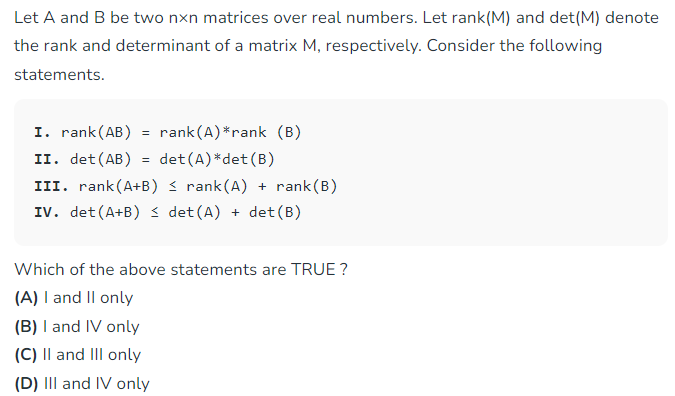 Let A and B be two n×n matrices over real numbers. Let rank(M) and det(M) denote
the rank and determinant of a matrix M, respectively. Consider the following
statements.
I. rank(AB) = rank(A)*rank (B)
II. det(AB) = det(A)*det(B)
III. rank(A+B) ≤ rank(A) + rank(B)
IV. det(A+B) ≤ det(A) + det(B)
Which of the above statements are TRUE ?
(A) I and II only
(B) I and IV only
(C) II and III only
(D) III and IV only